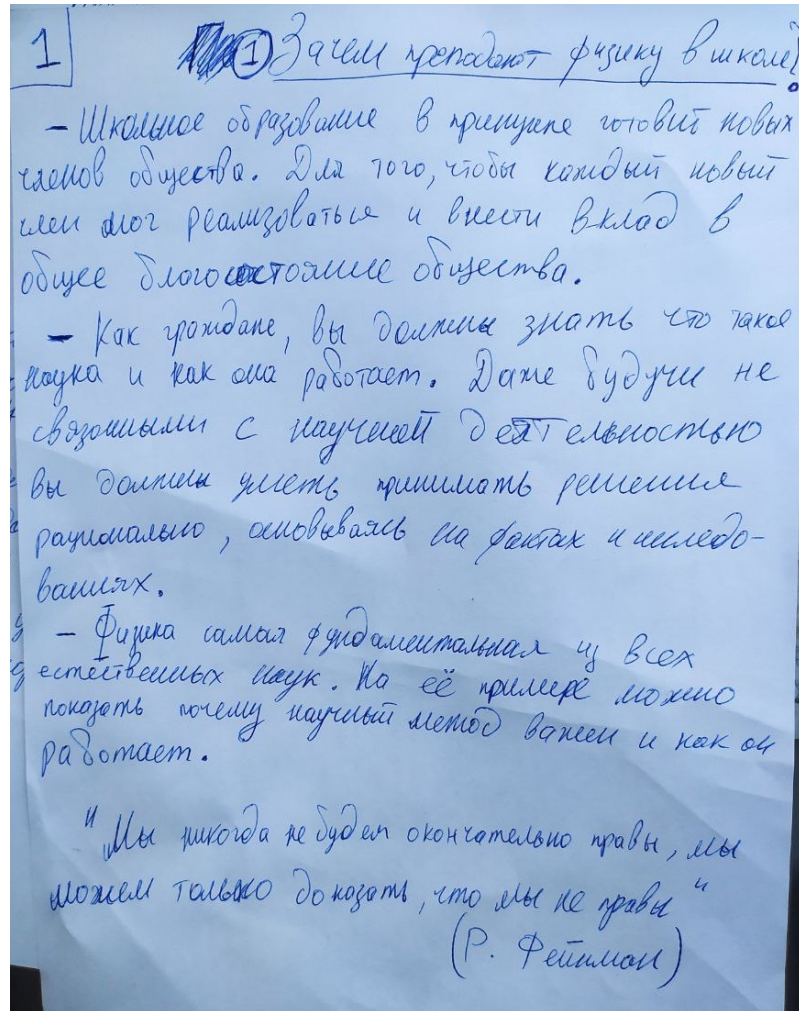 1
① Зачем преподают физику в школе?
– Школьное образование в принципе готовит новых
членов общества. Для того, чтобы каждый новый
член мог реализоваться и внести вклад в
общее благосостояние общества.
– Как граждане, вы должны знать что такое
наука и как она работает. Даже будучи не
связанными с научной деятельностью
вы должны уметь принимать решения
рационально, основываясь на фактах и исследо-
ваниях.
– Физика самая фундаментальная из всех
естественных наук. На её примере можно
показать почему научный метод важен и как он
работает.
"Мы никогда не будем окончательно правы, мы
можем только доказать, что мы не правы"
(Р. Фейнман)